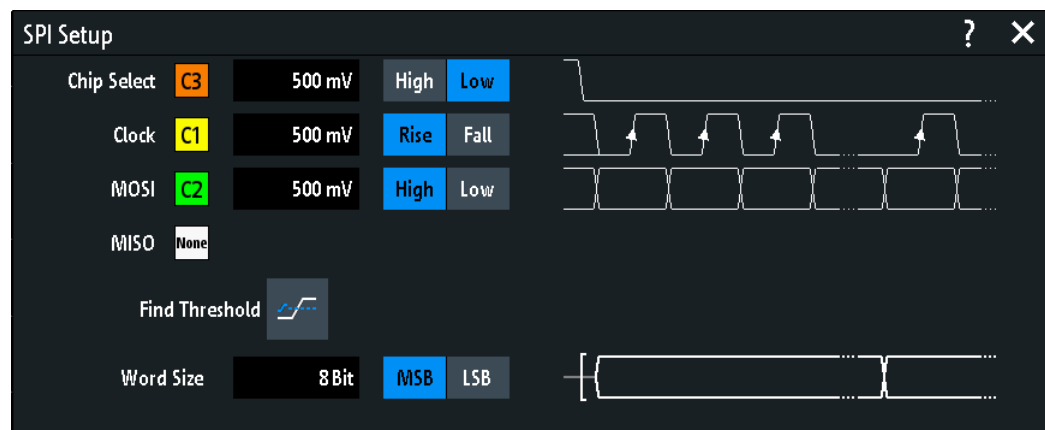 SPI Setup ? ✕
Chip Select C3 500 mV High Low
Clock C1 500 mV Rise Fall
MOSI C2 500 mV High Low
MISO None
Find Threshold
Word Size 8 Bit MSB LSB